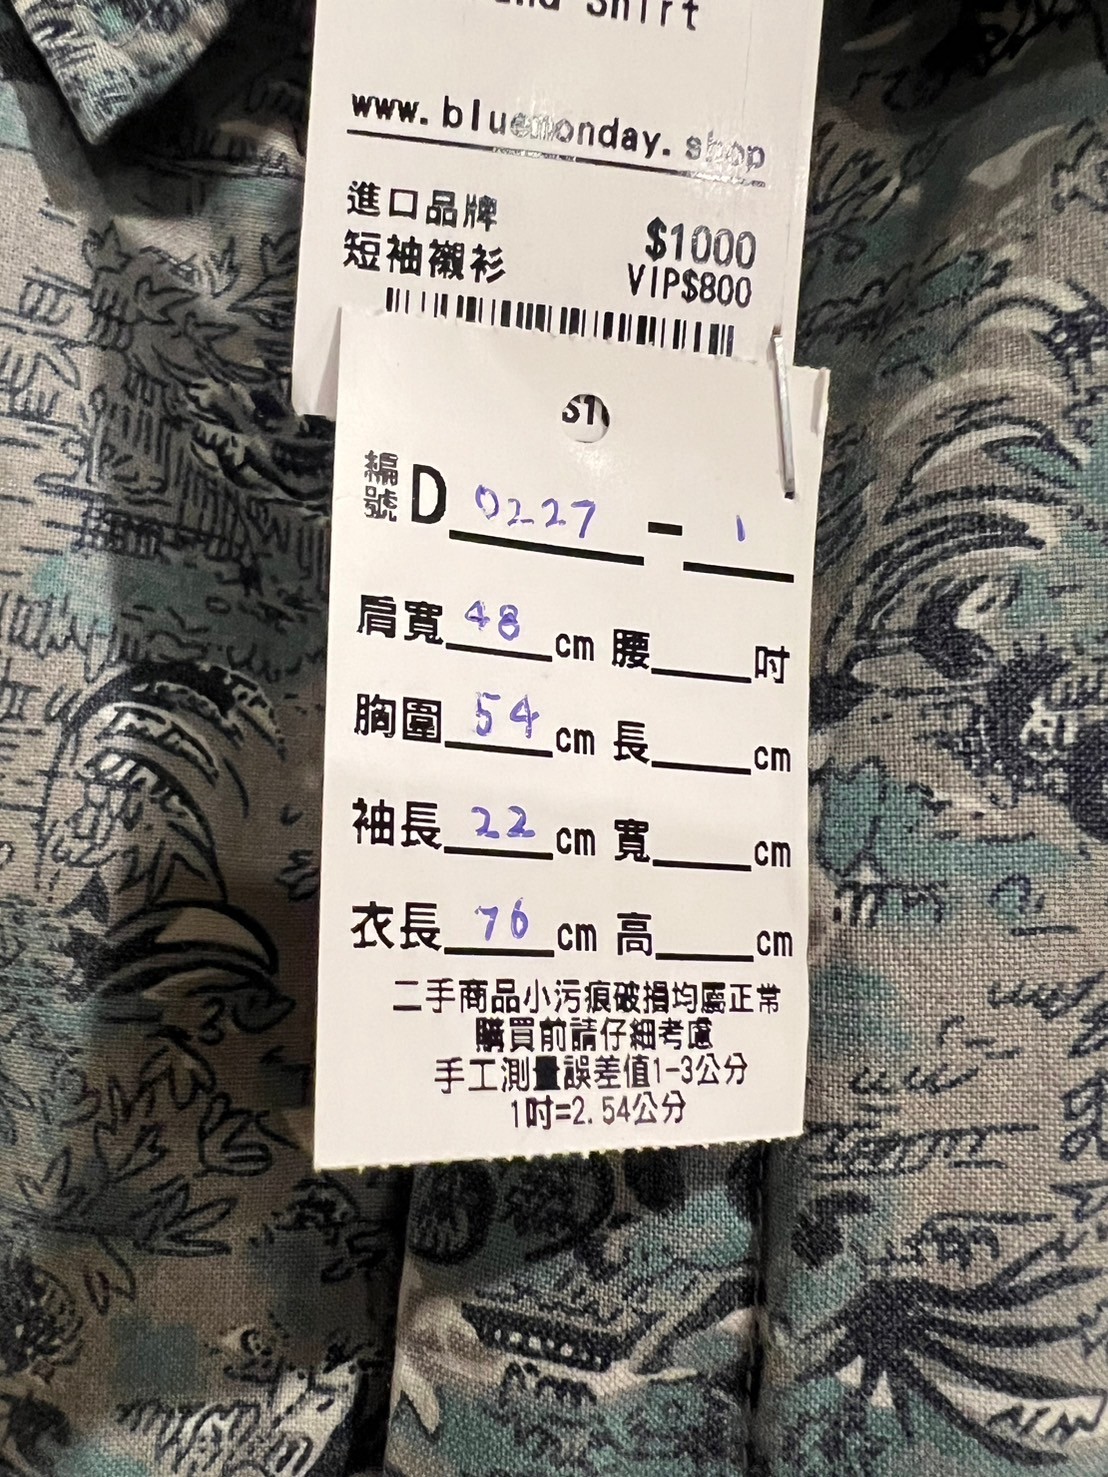 Shirt
www.bluemonday.shop
進口品牌
短袖襯衫
$1000
VIP$800
$1
編號 D 0227 - 1
肩寬 48 cm 腰 吋
胸圍 54 cm 長 cm
袖長 22 cm 寬 cm
衣長 76 cm 高 cm
二手商品小污痕破損均屬正常
購買前請仔細考慮
手工測量誤差值1-3公分
1吋=2.54公分